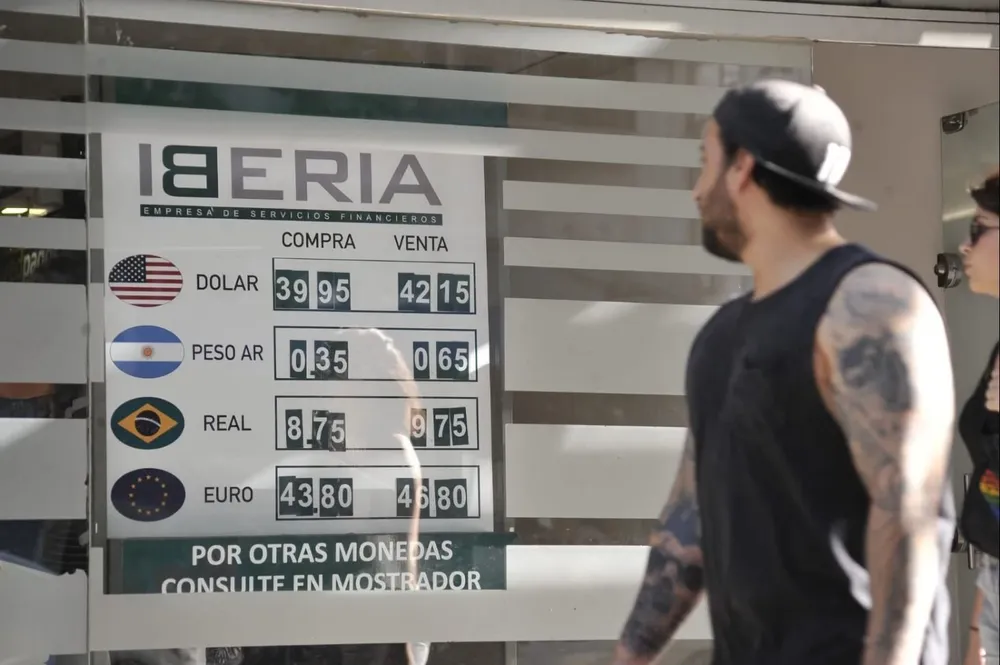 IBERIA
EMPRESA DE SERVICIOS FINANCIEROS
COMPRA VENTA
DOLAR 39 95 42 15
PESO AR 0,35 0 65
REAL 8,75 9 75
EURO 43 80 46 80
POR OTRAS MONEDAS
CONSULTE EN MOSTRADOR